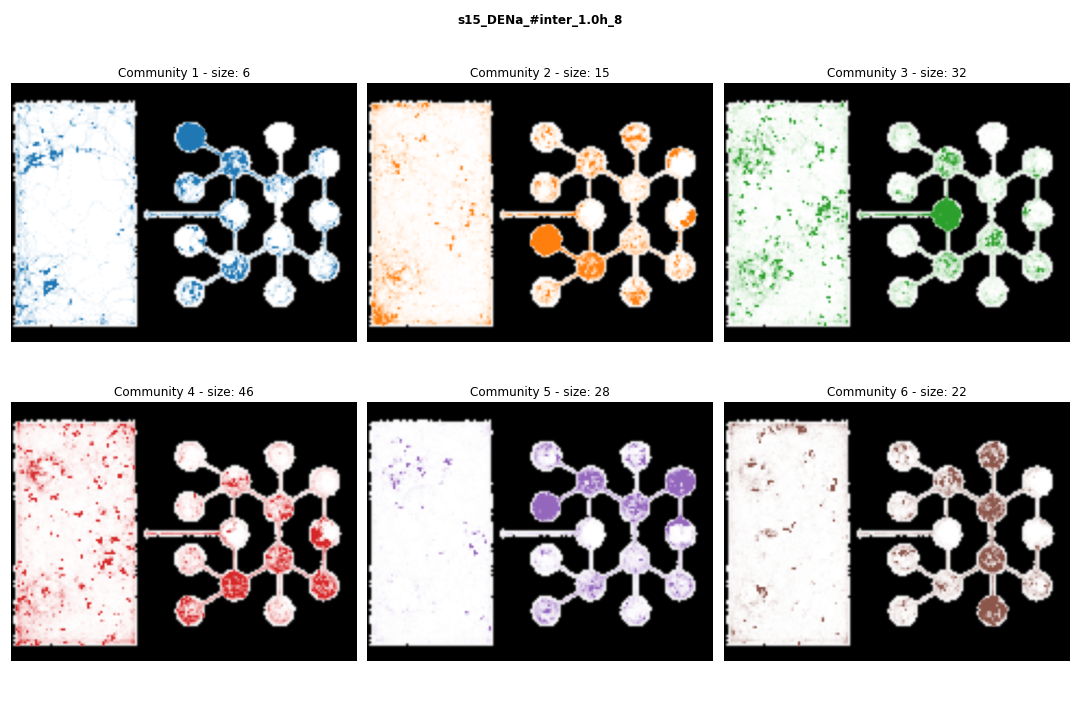 s15_DENa_#inter_1.0h_8
Community 1 - size: 6
Community 2 - size: 15
Community 3 - size: 32
Community 4 - size: 46
Community 5 - size: 28
Community 6 - size: 22